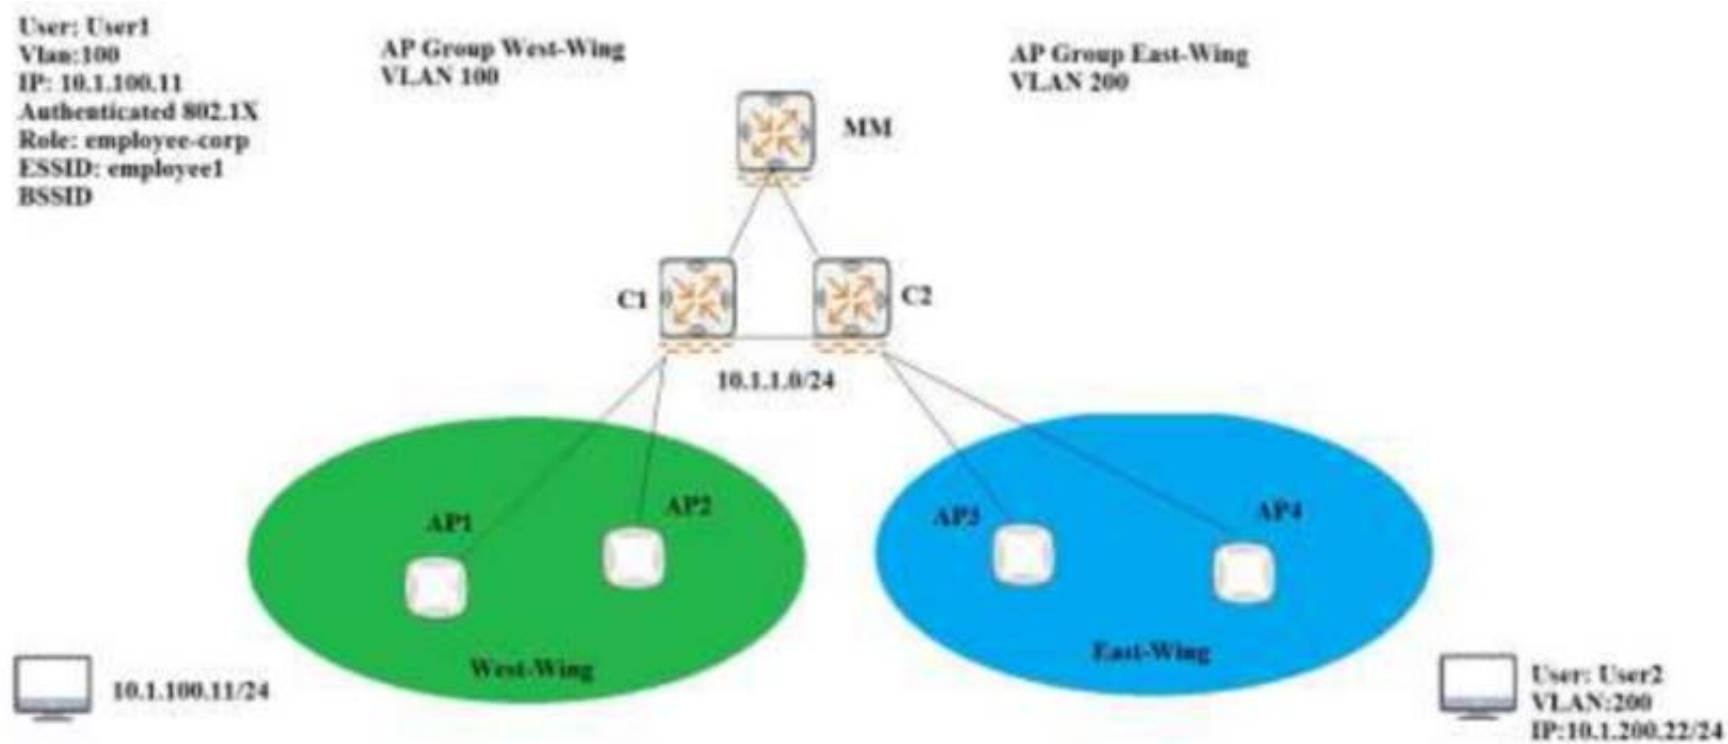 User: User1
Vlan:100
IP: 10.1.100.11
Authenticated 802.1X
Role: employee-corp
ESSID: employee1
BSSID
AP Group West-Wing
VLAN 100
AP Group East-Wing
VLAN 200
MM
C1
C2
10.1.1.0/24
AP1
AP2
AP3
AP4
West-Wing
East-Wing
10.1.100.11/24
User: User2
VLAN:200
IP:10.1.200.22/24